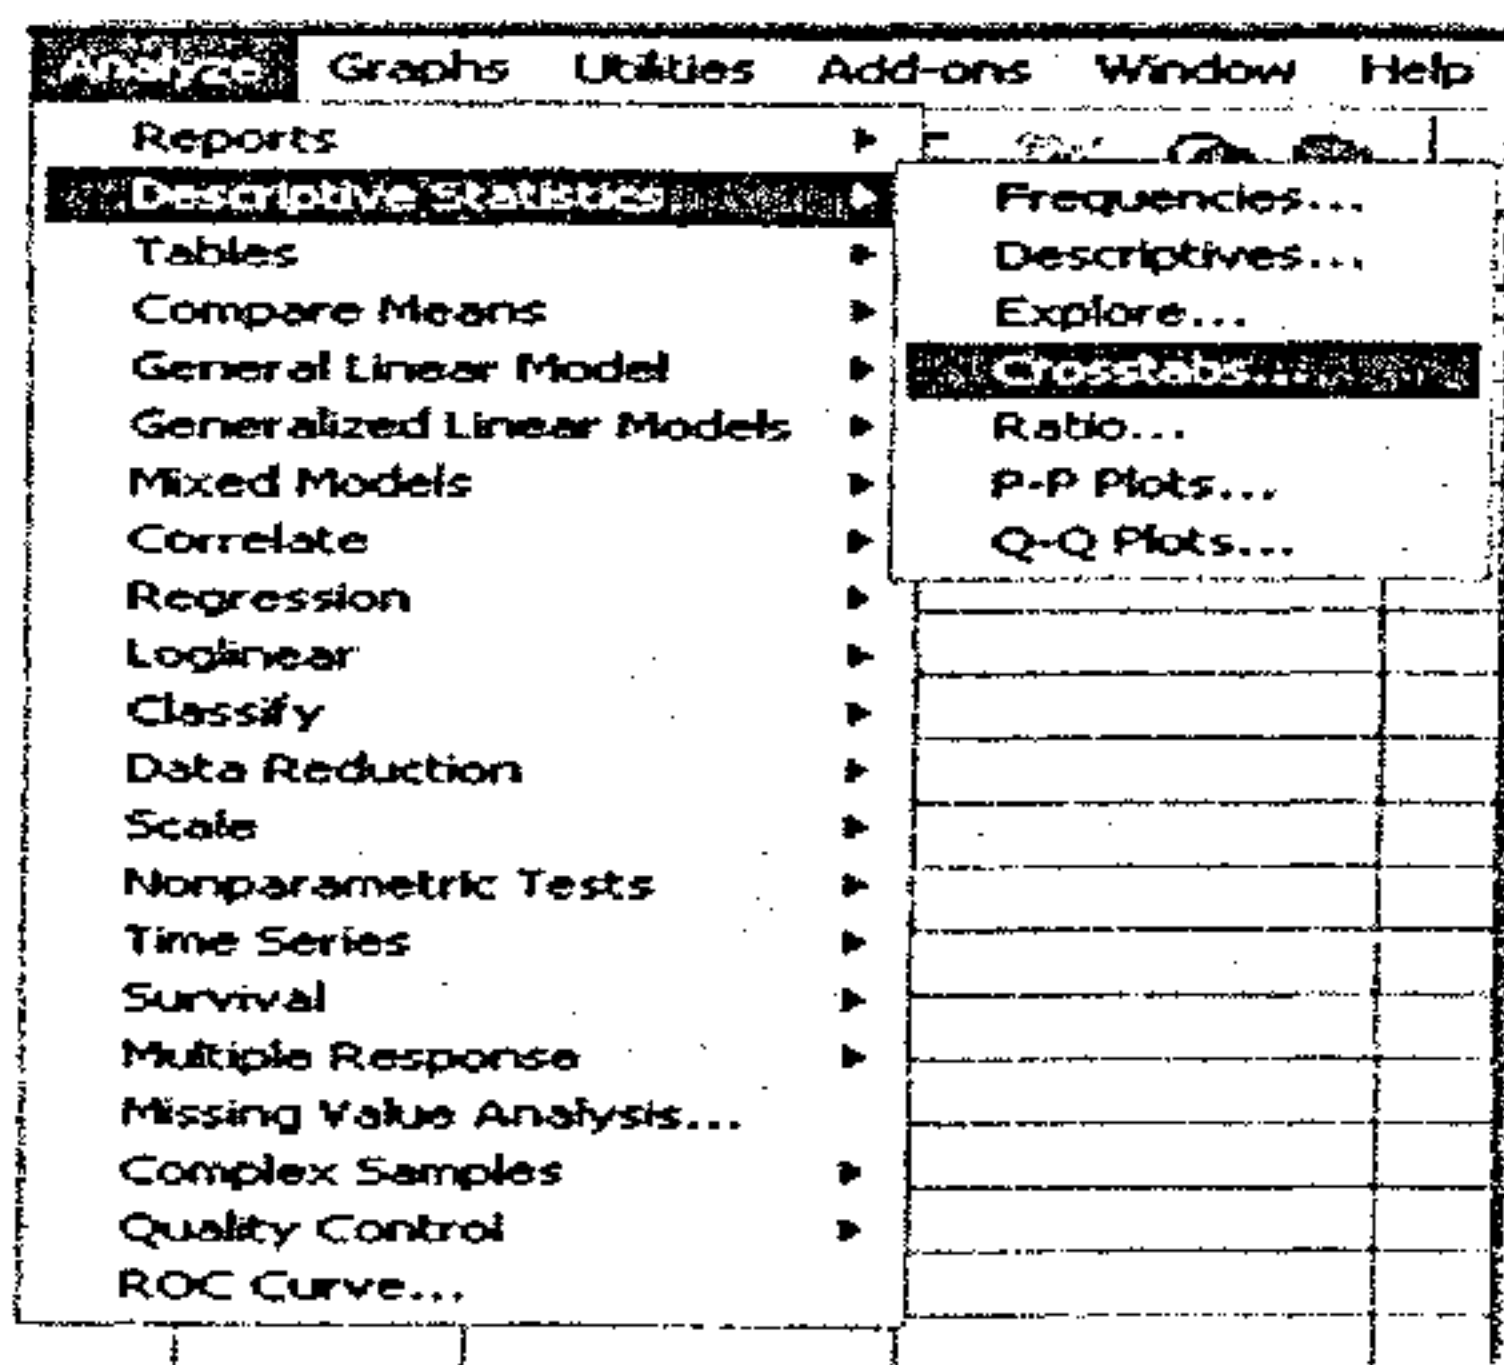 Analyze Graphs Utilities Add-ons Window Help
Reports
Descriptive Statistics
Tables
Compare Means
General Linear Model
Generalized Linear Models
Mixed Models
Correlate
Regression
Loglinear
Classify
Data Reduction
Scale
Nonparametric Tests
Time Series
Survival
Multiple Response
Missing Value Analysis...
Complex Samples
Quality Control
ROC Curve...
Frequencies...
Descriptives...
Explore...
Crosstabs...
Ratio...
P-P Plots...
Q-Q Plots...